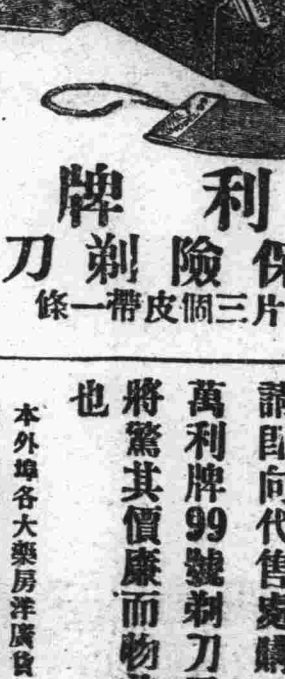 利牌
保險剃刀
片三個皮帶一條
請即向代售處購
萬利牌99號剃刀
將驚其價廉而物
也
本外埠各大藥房洋廣貨